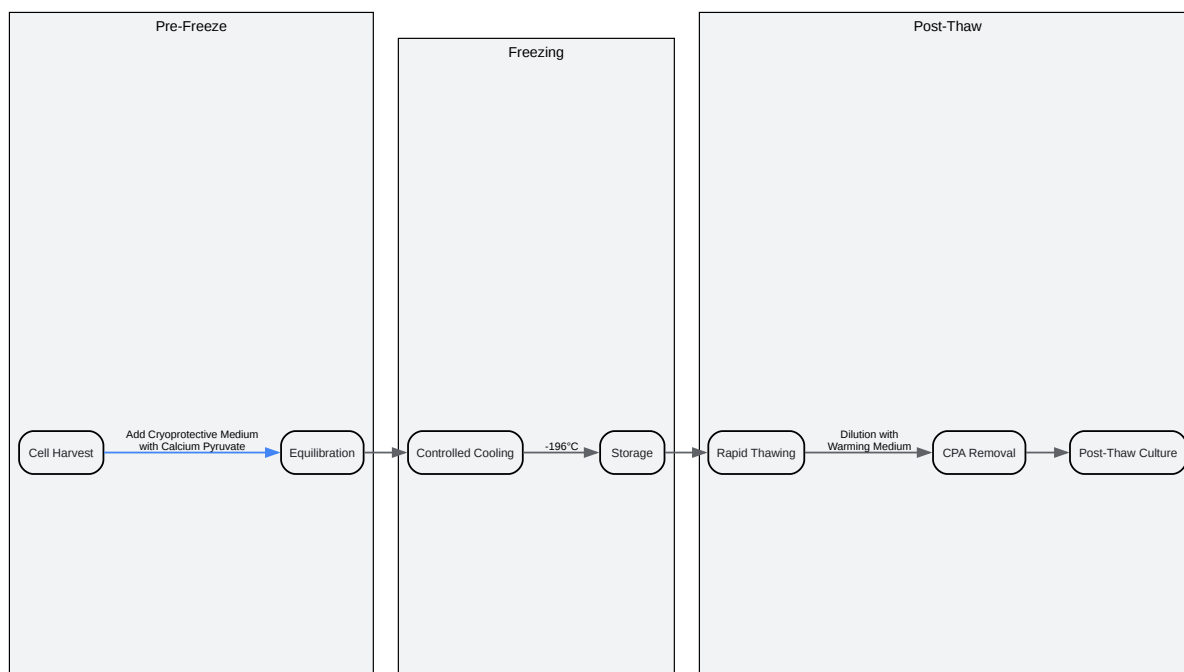 Pre-Freeze
Freezing
Post-Thaw
Cell Harvest
Add Cryoprotective Medium
with Calcium Pyruvate
Equilibration
Controlled Cooling
-196°C
Storage
Rapid Thawing
Dilution with
Warming Medium
CPA Removal
Post-Thaw Culture